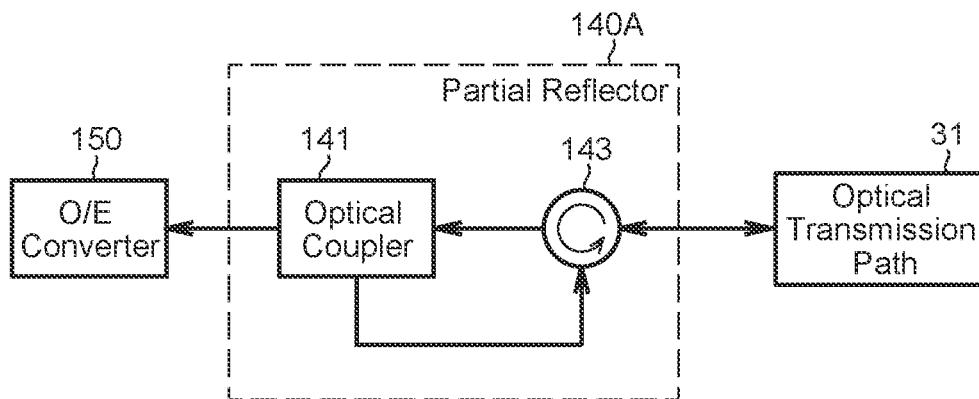 140A
Partial Reflector
150
141
143
31
O/E
Converter
Optical
Coupler
Optical
Transmission
Path